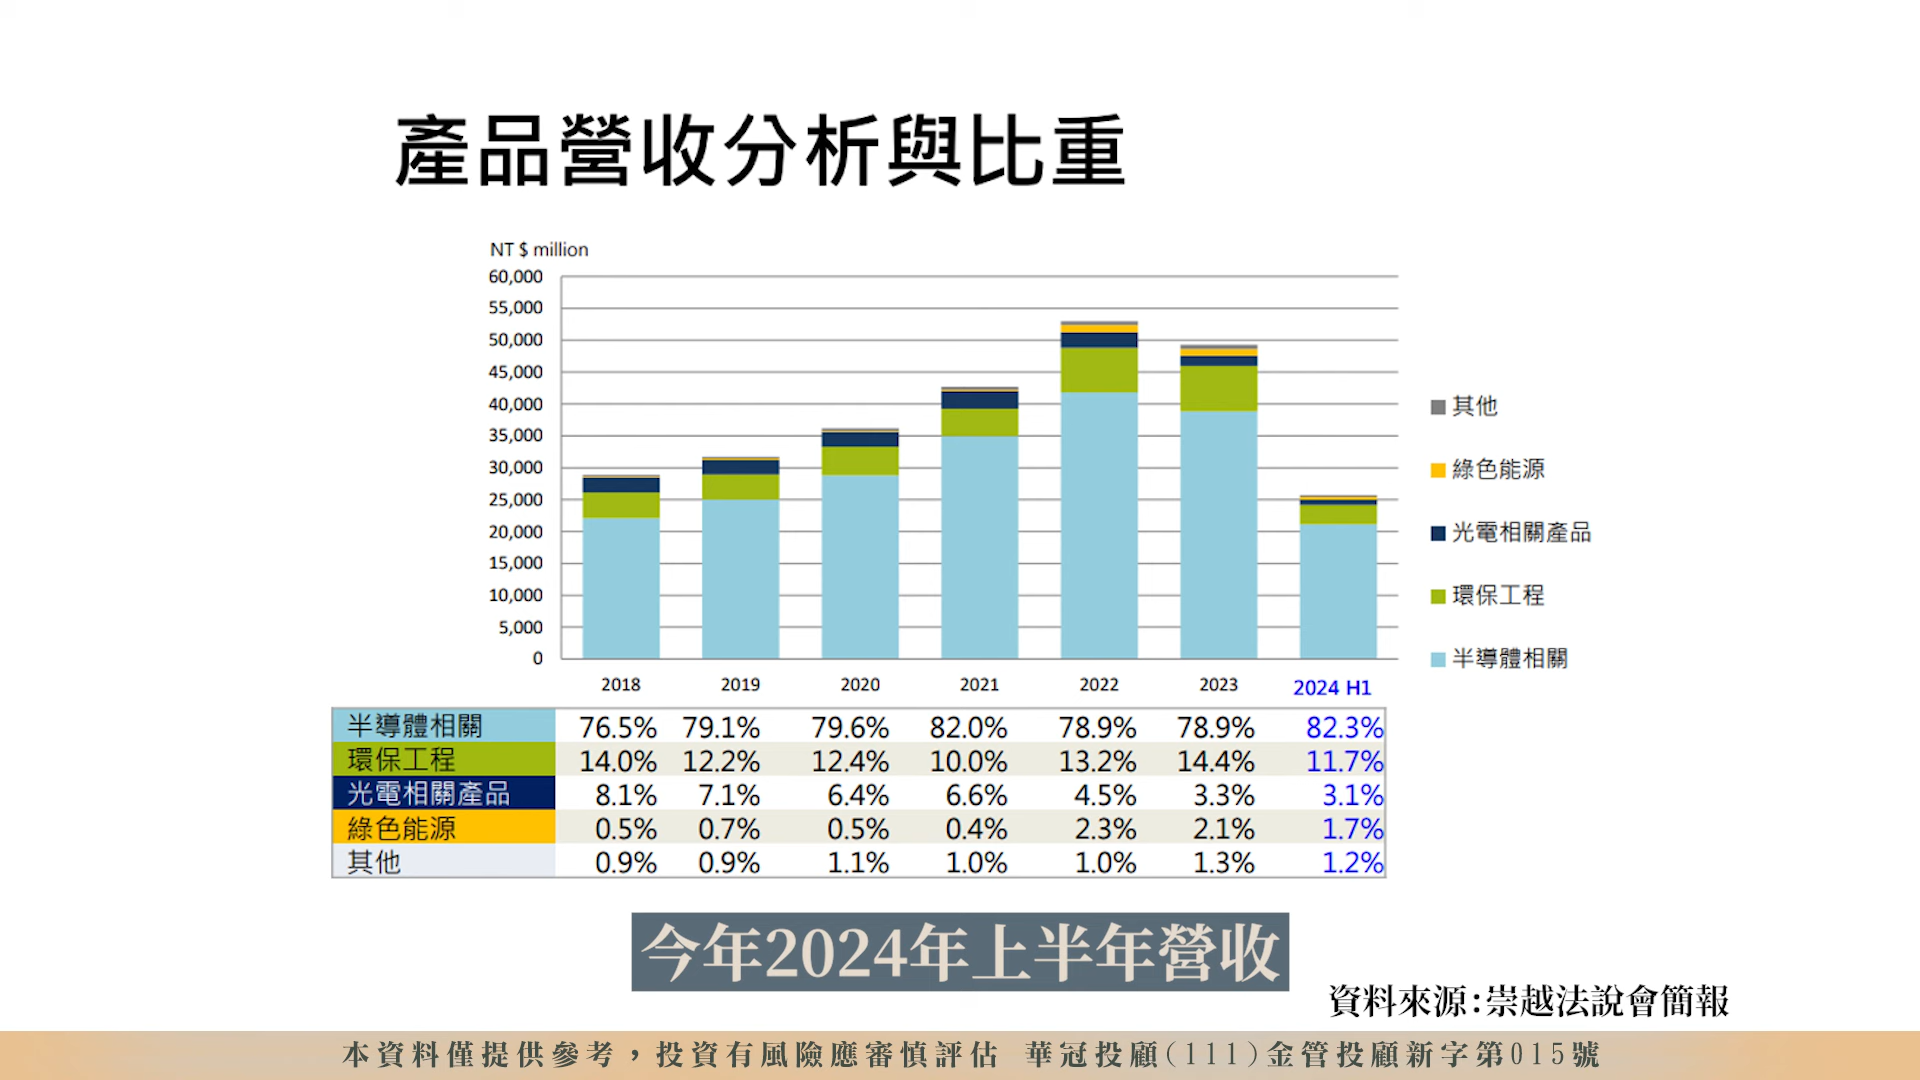 產品營收分析與比重
NT $ million
60,000
55,000
50,000
45,000
40,000
35,000
30,000
25,000
20,000
15,000
10,000
5,000
0
2018 2019 2020 2021 2022 2023 2024 H1
其他
綠色能源
光電相關產品
環保工程
半導體相關
半導體相關 76.5% 79.1% 79.6% 82.0% 78.9% 78.9% 82.3%
環保工程 14.0% 12.2% 12.4% 10.0% 13.2% 14.4% 11.7%
光電相關產品 8.1% 7.1% 6.4% 6.6% 4.5% 3.3% 3.1%
綠色能源 0.5% 0.7% 0.5% 0.4% 2.3% 2.1% 1.7%
其他 0.9% 0.9% 1.1% 1.0% 1.0% 1.3% 1.2%
今年2024年上半年營收
資料來源:崇越法說會簡報
本資料僅提供參考，投資有風險應審慎評估 華冠投顧(111)金管投顧新字第015號